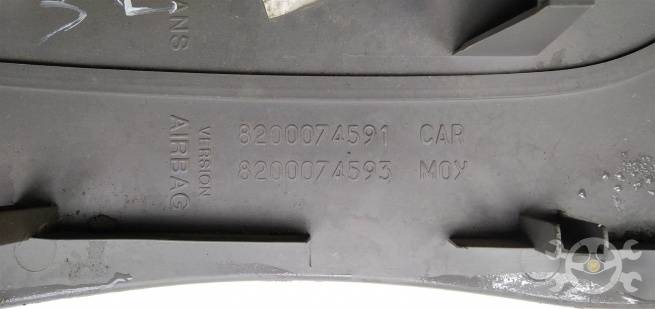 8200074591 CAR
8200074593 MOY
VERSION
AIRBAG
ANS